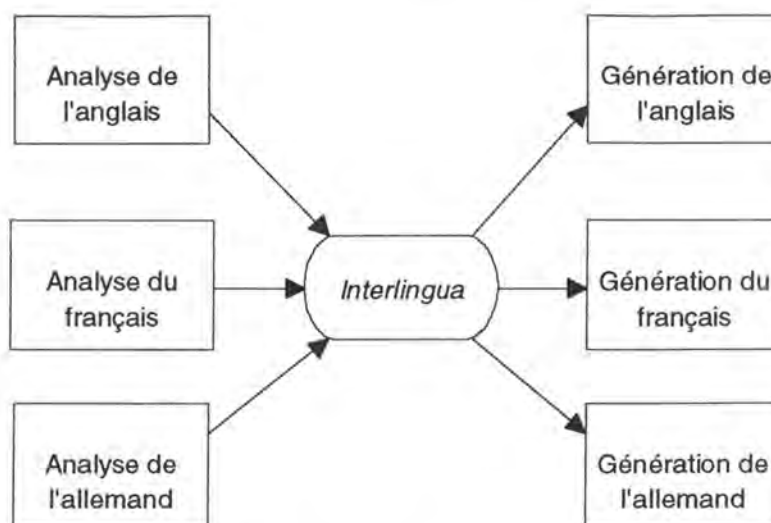 Analyse de
l'anglais
Génération de
l'anglais
Analyse du
français
Interlingua
Génération du
français
Analyse de
l'allemand
Génération de
l'allemand